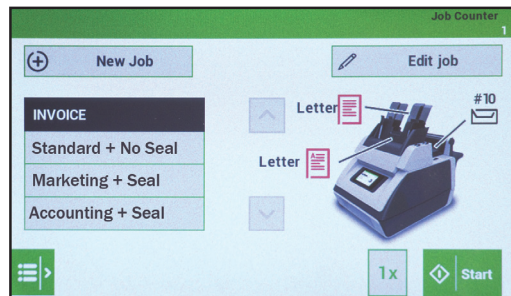 Job Counter
1
New Job
Edit job
INVOICE
Standard + No Seal
Marketing + Seal
Accounting + Seal
Letter
#10
Letter
1x
Start